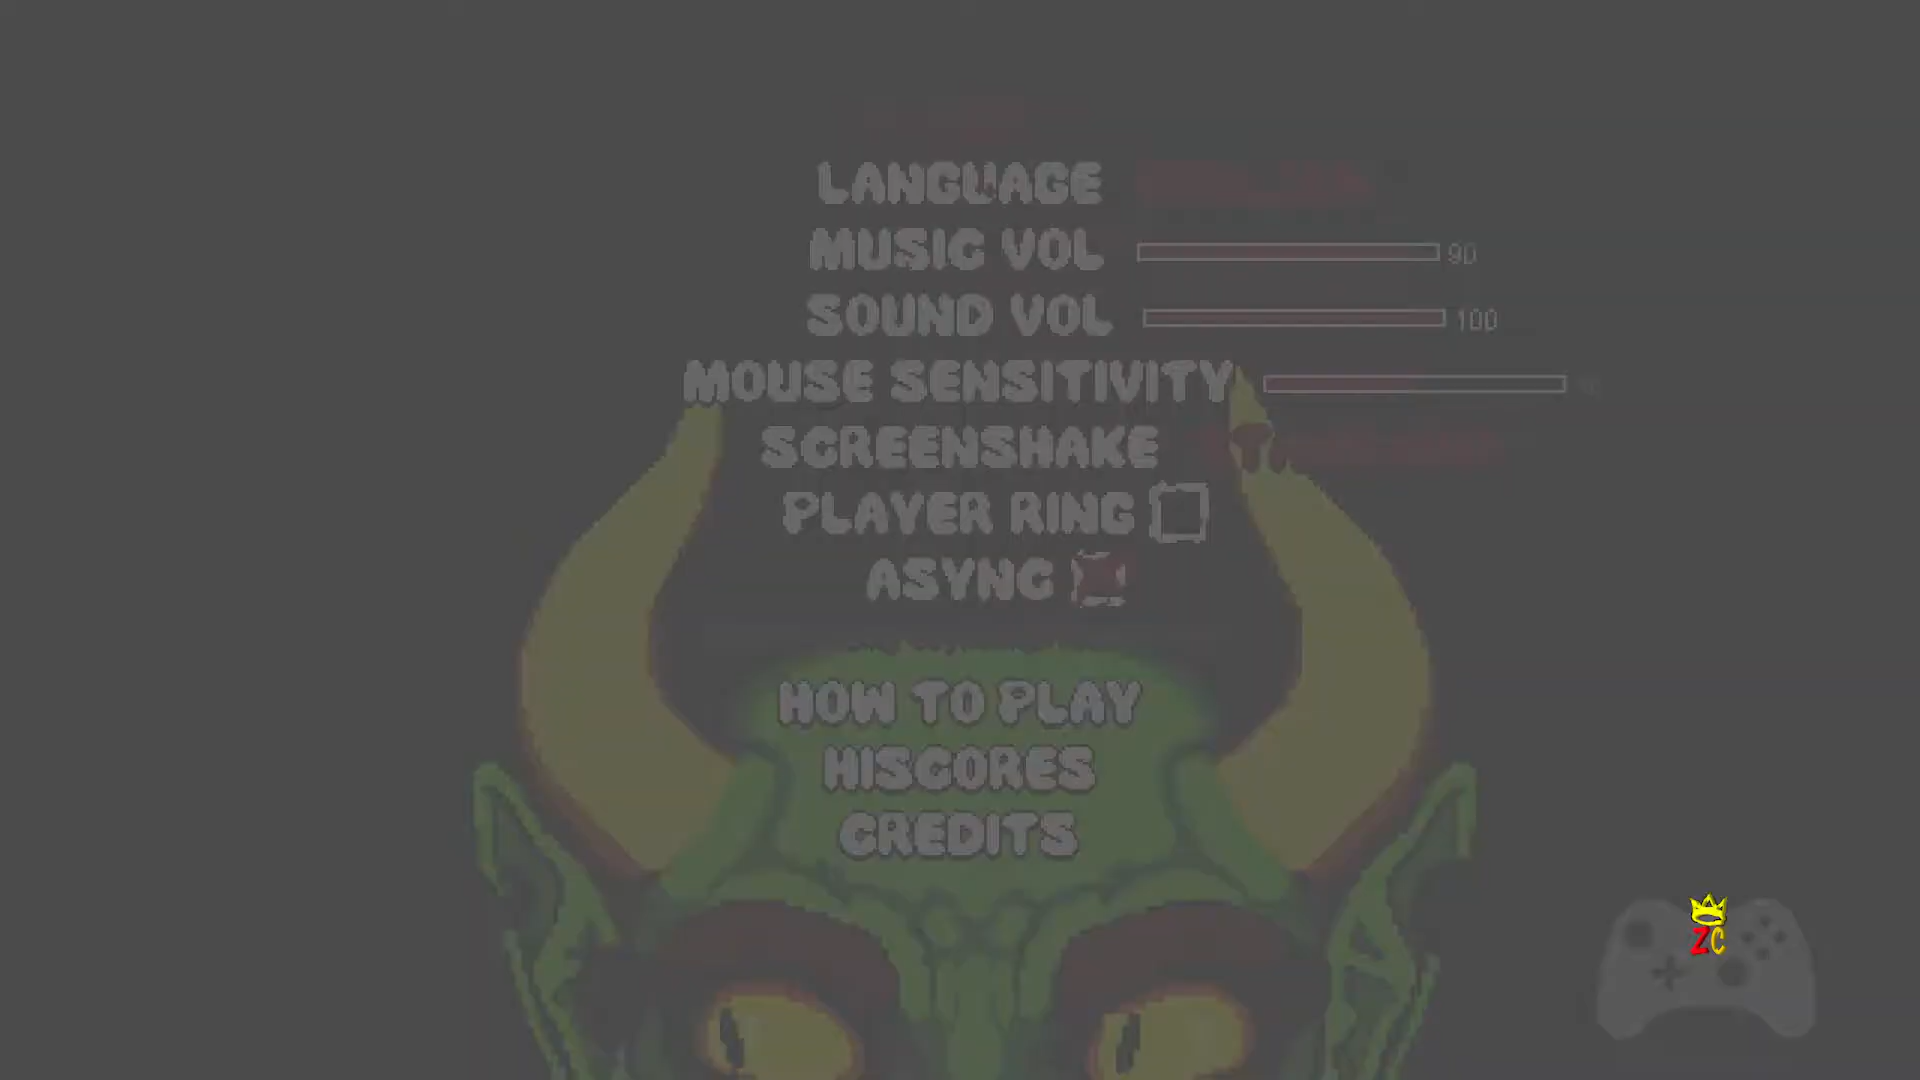 LANGUAGE
MUSIC VOL 90
SOUND VOL 100
MOUSE SENSITIVITY
SCREENSHAKE
PLAYER RING
ASYNC
HOW TO PLAY
HISCORES
CREDITS
ZC